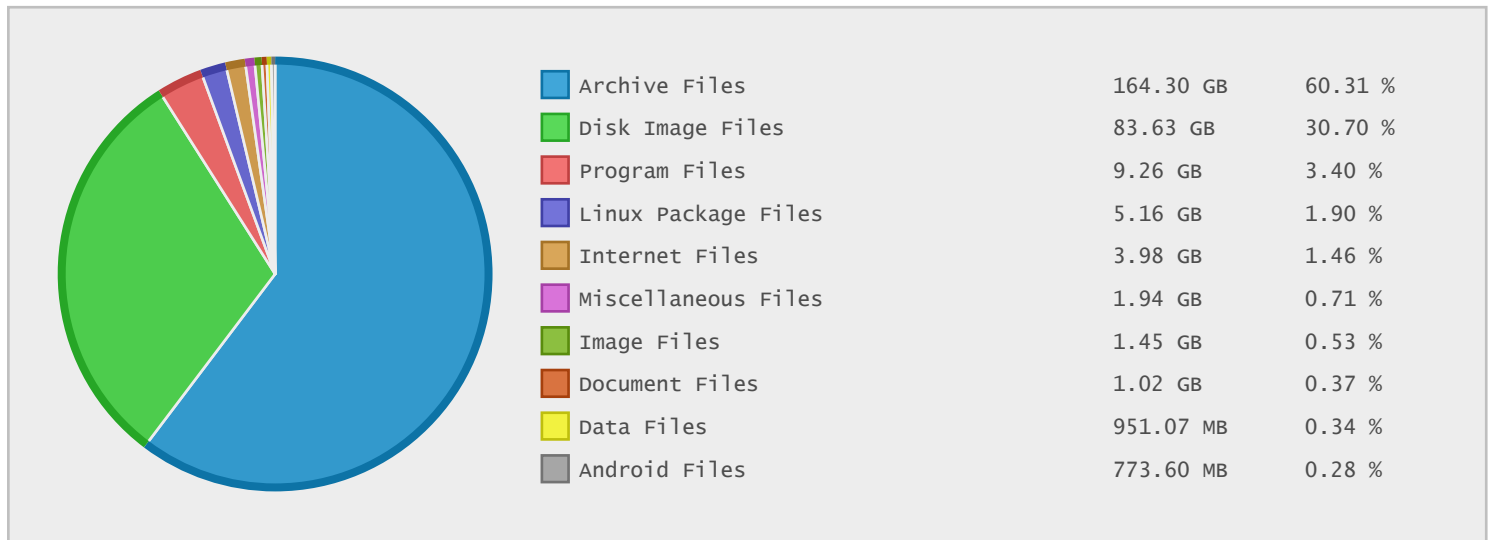 Archive Files 164.30 GB 60.31 %
Disk Image Files 83.63 GB 30.70 %
Program Files 9.26 GB 3.40 %
Linux Package Files 5.16 GB 1.90 %
Internet Files 3.98 GB 1.46 %
Miscellaneous Files 1.94 GB 0.71 %
Image Files 1.45 GB 0.53 %
Document Files 1.02 GB 0.37 %
Data Files 951.07 MB 0.34 %
Android Files 773.60 MB 0.28 %